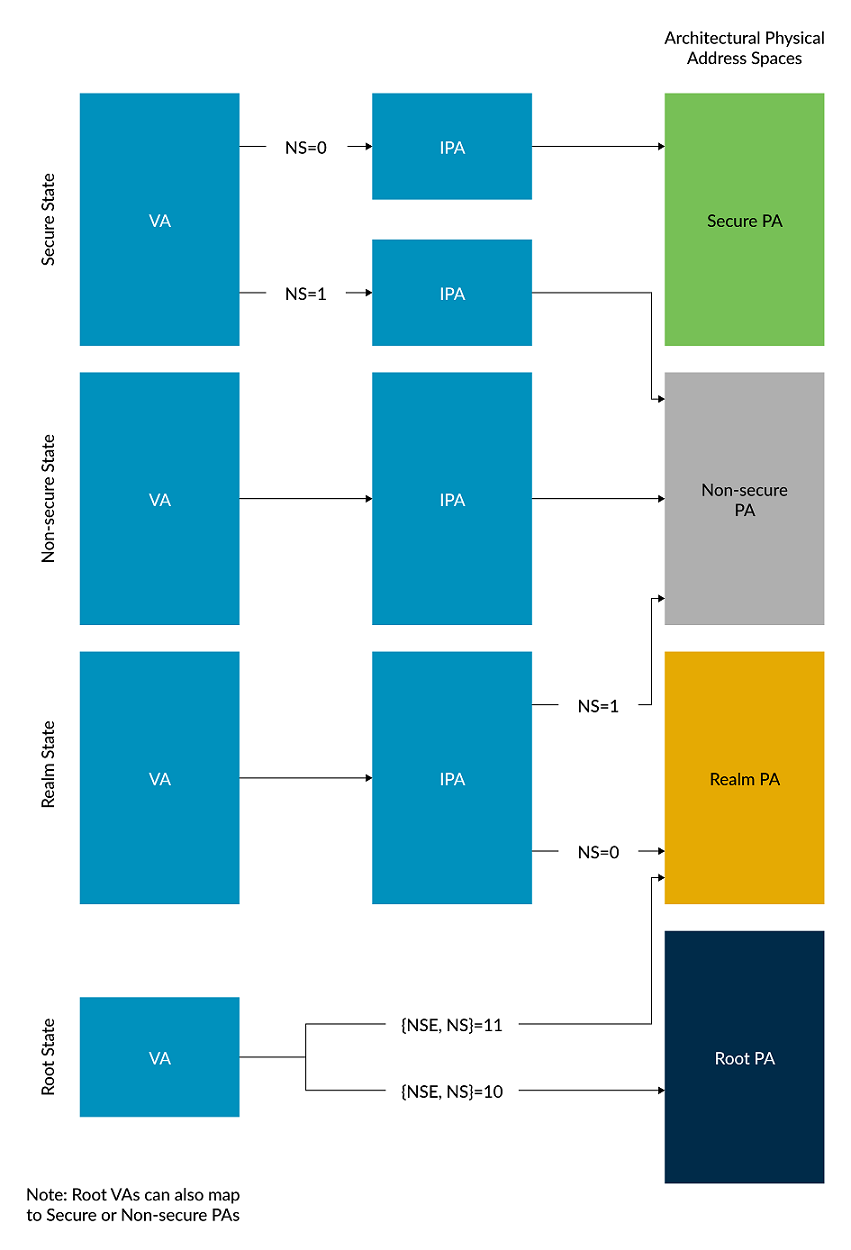 Architectural Physical
Address Spaces
Secure State
VA
NS=0
IPA
Secure PA
NS=1
IPA
Non-secure State
VA
IPA
Non-secure
PA
Realm State
VA
IPA
NS=1
Realm PA
NS=0
Root State
VA
{NSE, NS}=11
Root PA
{NSE, NS}=10
Note: Root VAs can also map
to Secure or Non-secure PAs